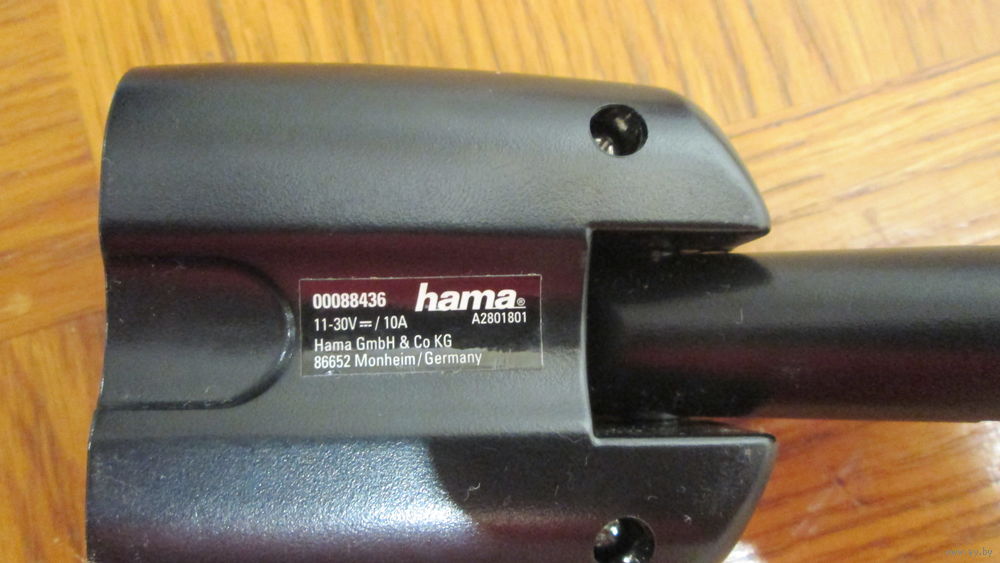 00088436 hama®
11-30V⎓/10A A2801801
Hama GmbH & Co KG
86652 Monheim/Germany